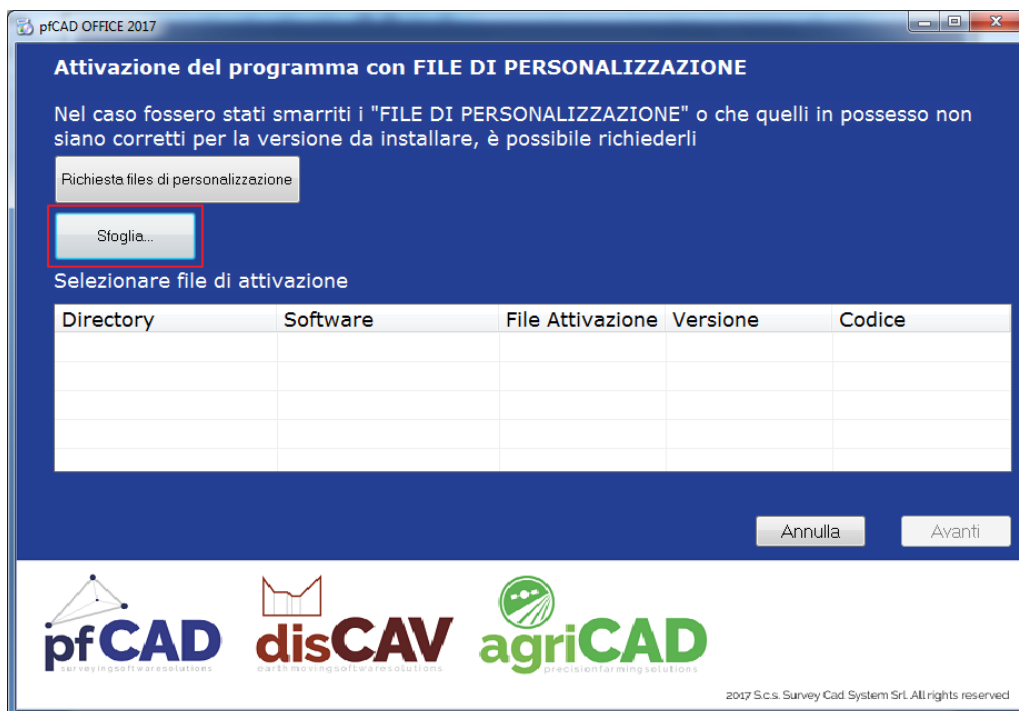 pfCAD OFFICE 2017
Attivazione del programma con FILE DI PERSONALIZZAZIONE
Nel caso fossero stati smarriti i "FILE DI PERSONALIZZAZIONE" o che quelli in possesso non
siano corretti per la versione da installare, è possibile richiederli
Richiesta files di personalizzazione
Sfoglia...
Selezionare file di attivazione
Directory Software File Attivazione Versione Codice
Annulla Avanti
pfCAD disCAV agriCAD
surveyingsoftwaresolutions earthmovingsoftwaresolutions precisionfarmingsolutions
2017 S.c.s. Survey Cad System Srl. All rights reserved